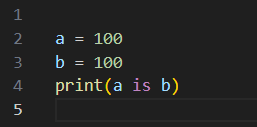 1
2 a = 100
3 b = 100
4 print(a is b)
5